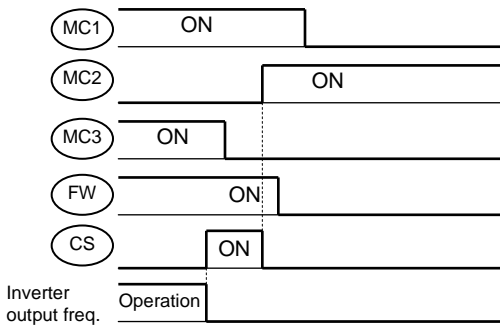 MC1 ON
MC2 ON
MC3 ON
FW ON
CS ON
Inverter
output freq. Operation